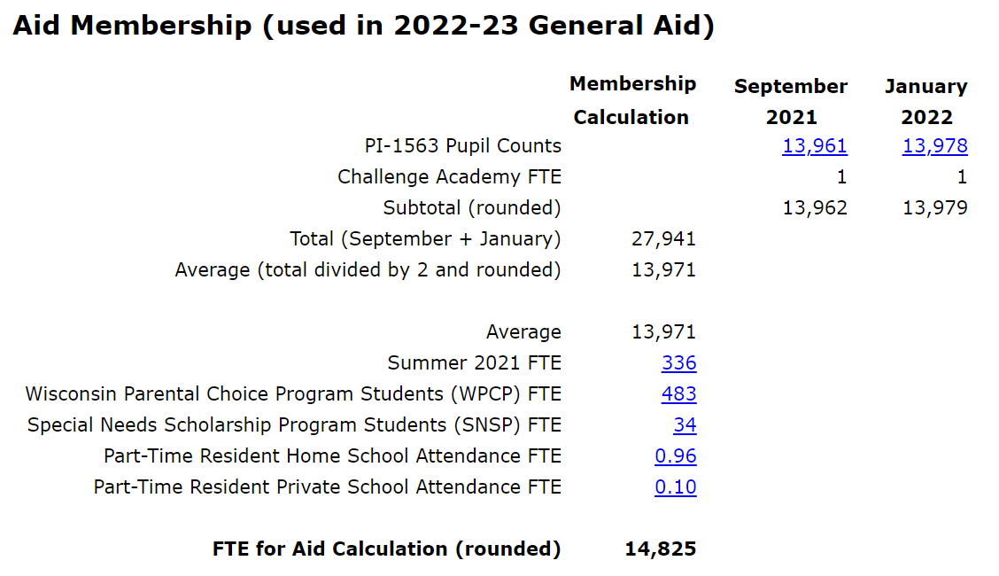 Aid Membership (used in 2022-23 General Aid)
Membership Calculation September 2021 January 2022
PI-1563 Pupil Counts 13,961 13,978
Challenge Academy FTE 1 1
Subtotal (rounded) 13,962 13,979
Total (September + January) 27,941
Average (total divided by 2 and rounded) 13,971
Average 13,971
Summer 2021 FTE 336
Wisconsin Parental Choice Program Students (WPCP) FTE 483
Special Needs Scholarship Program Students (SNSP) FTE 34
Part-Time Resident Home School Attendance FTE 0.96
Part-Time Resident Private School Attendance FTE 0.10
FTE for Aid Calculation (rounded) 14,825